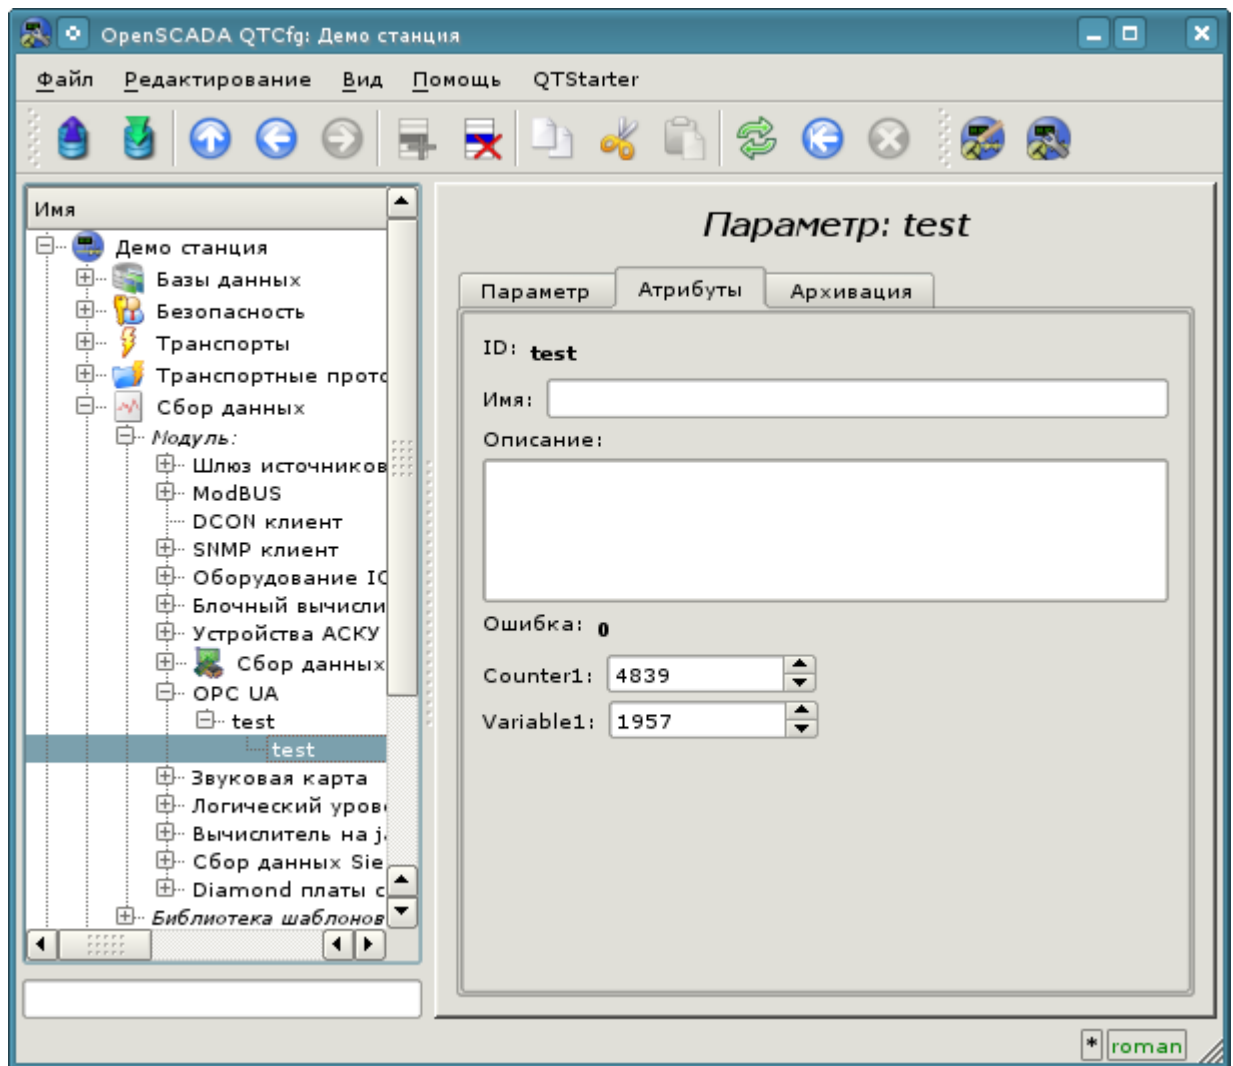 OpenSCADA QTCfg: Демо станция
Файл Редактирование Вид Помощь QTStarter
Имя
Демо станция
Базы данных
Безопасность
Транспорты
Транспортные прото
Сбор данных
Модуль:
Шлюз источников
ModBUS
DCON клиент
SNMP клиент
Оборудование IC
Блочный вычисли
Устройства АСКУ
Сбор данных
OPC UA
test
test
Звуковая карта
Логический уров
Вычислитель на ja
Сбор данных Sie
Diamond платы с
Библиотека шаблонов
Параметр: test
Параметр Атрибуты Архивация
ID: test
Имя:
Описание:
Ошибка: 0
Counter1: 4839
Variable1: 1957
* roman